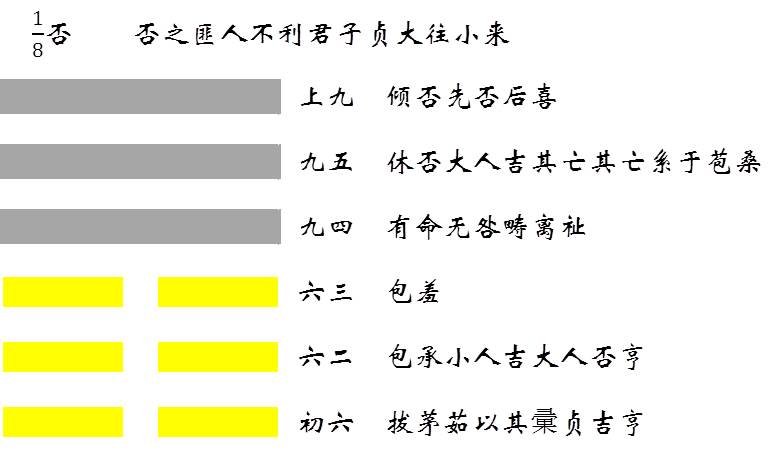 1/8否 否之匪人不利君子贞大往小来
上九 倾否先否后喜
九五 休否大人吉其亡其亡系于苞桑
九四 有命无咎畴离祉
六三 包羞
六二 包承小人吉大人否亨
初六 拔茅茹以其彙贞吉亨